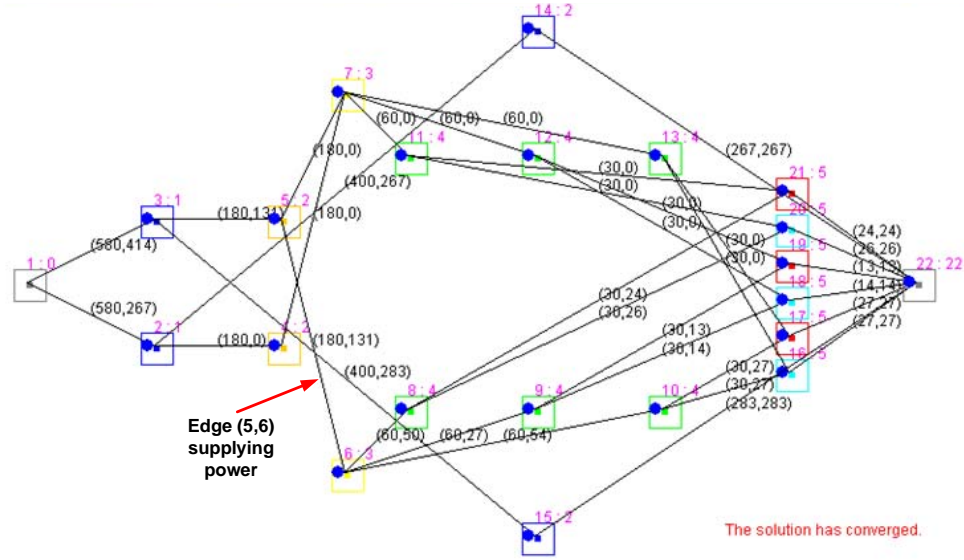 14 : 2
7 : 3
(60,0) (60,0) (60,0)
11 : 4 12 : 4 13 : 4
(180,0)
(267,267)
(30,0)
21 : 5
(400,267)
(30,0)
3 : 1 5 : 2
(180,131) (180,0)
(30,0)
20 : 5
(30,0)
(24,24)
(580,414)
(30,0)
19 : 5
(26,26)
(30,0)
1 : 0
(13,13)
22 : 22
18 : 5
(14,14)
(30,24)
(27,27)
(580,267)
(30,26)
17 : 5
(27,27)
2 : 1 4 : 2
(180,0) (180,131)
(30,13)
(30,14)
16 : 5
(400,283)
(30,27)
(30,27)
8 : 4 9 : 4 10 : 4
(283,283)
Edge (5,6)
supplying
power
(60,50) (60,27) (60,54)
6 : 3
15 : 2
The solution has converged.